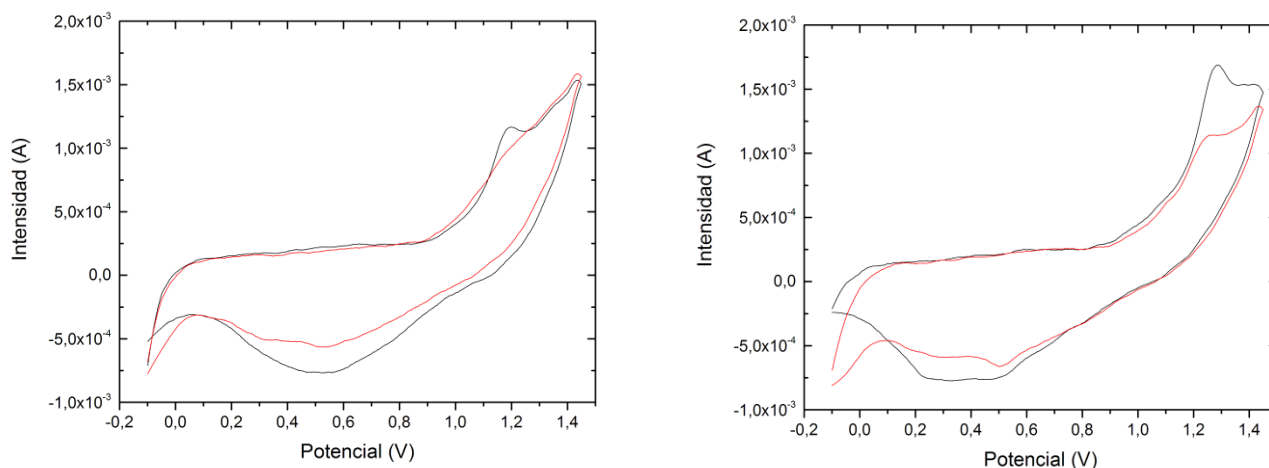 2,0x10⁻³
1,5x10⁻³
1,0x10⁻³
5,0x10⁻⁴
0,0
-5,0x10⁻⁴
-1,0x10⁻³
-0,2 0,0 0,2 0,4 0,6 0,8 1,0 1,2 1,4
Intensidad (A)
Potencial (V)
2,0x10⁻³
1,5x10⁻³
1,0x10⁻³
5,0x10⁻⁴
0,0
-5,0x10⁻⁴
-1,0x10⁻³
-0,2 0,0 0,2 0,4 0,6 0,8 1,0 1,2 1,4
Intensidad (A)
Potencial (V)